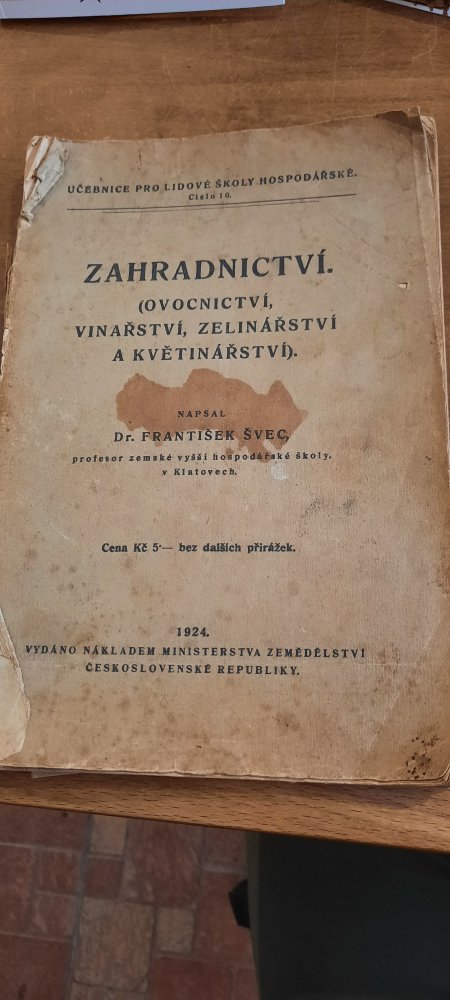 UČEBNICE PRO LIDOVÉ ŠKOLY HOSPODÁŘSKÉ.
Číslo 10.
ZAHRADNICTVÍ.
(OVOCNICTVÍ,
VINAŘSTVÍ, ZELINÁŘSTVÍ
A KVĚTINÁŘSTVÍ).
NAPSAL
Dr. FRANTIŠEK ŠVEC,
profesor zemské vyšší hospodářské školy.
v Klatovech.
Cena Kč 5·— bez dalších přirážek.
1924.
VYDÁNO NÁKLADEM MINISTERSTVA ZEMĚDĚLSTVÍ
ČESKOSLOVENSKÉ REPUBLIKY.